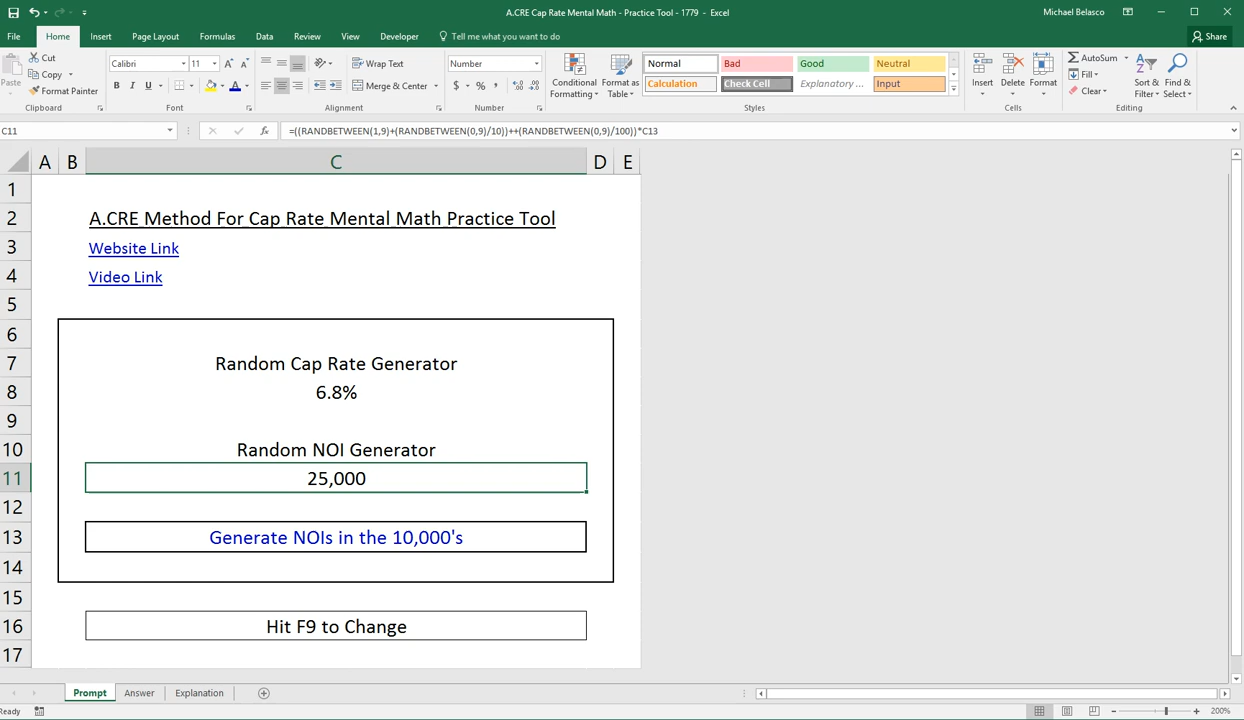 A.CRE Cap Rate Mental Math - Practice Tool - 1779 - Excel
Michael Belasco
File Home Insert Page Layout Formulas Data Review View Developer Tell me what you want to do Share
Paste Cut Copy Format Painter Clipboard
Calibri 11 B I U Font
Wrap Text Merge & Center Alignment
Number $ % , Number
Conditional Formatting Format as Table
Normal Bad Good Neutral
Calculation Check Cell Explanatory ... Input
Styles
Insert Delete Format Cells
AutoSum Fill Clear Sort & Filter Find & Select Editing
C11 fx =((RANDBETWEEN(1,9)+(RANDBETWEEN(0,9)/10))++(RANDBETWEEN(0,9)/100))*C13
A B C D E
1
2 A.CRE Method For Cap Rate Mental Math Practice Tool
3 Website Link
4 Video Link
5
6
7 Random Cap Rate Generator
8 6.8%
9
10 Random NOI Generator
11 25,000
12
13 Generate NOIs in the 10,000's
14
15
16 Hit F9 to Change
17
Prompt Answer Explanation
Ready 200%